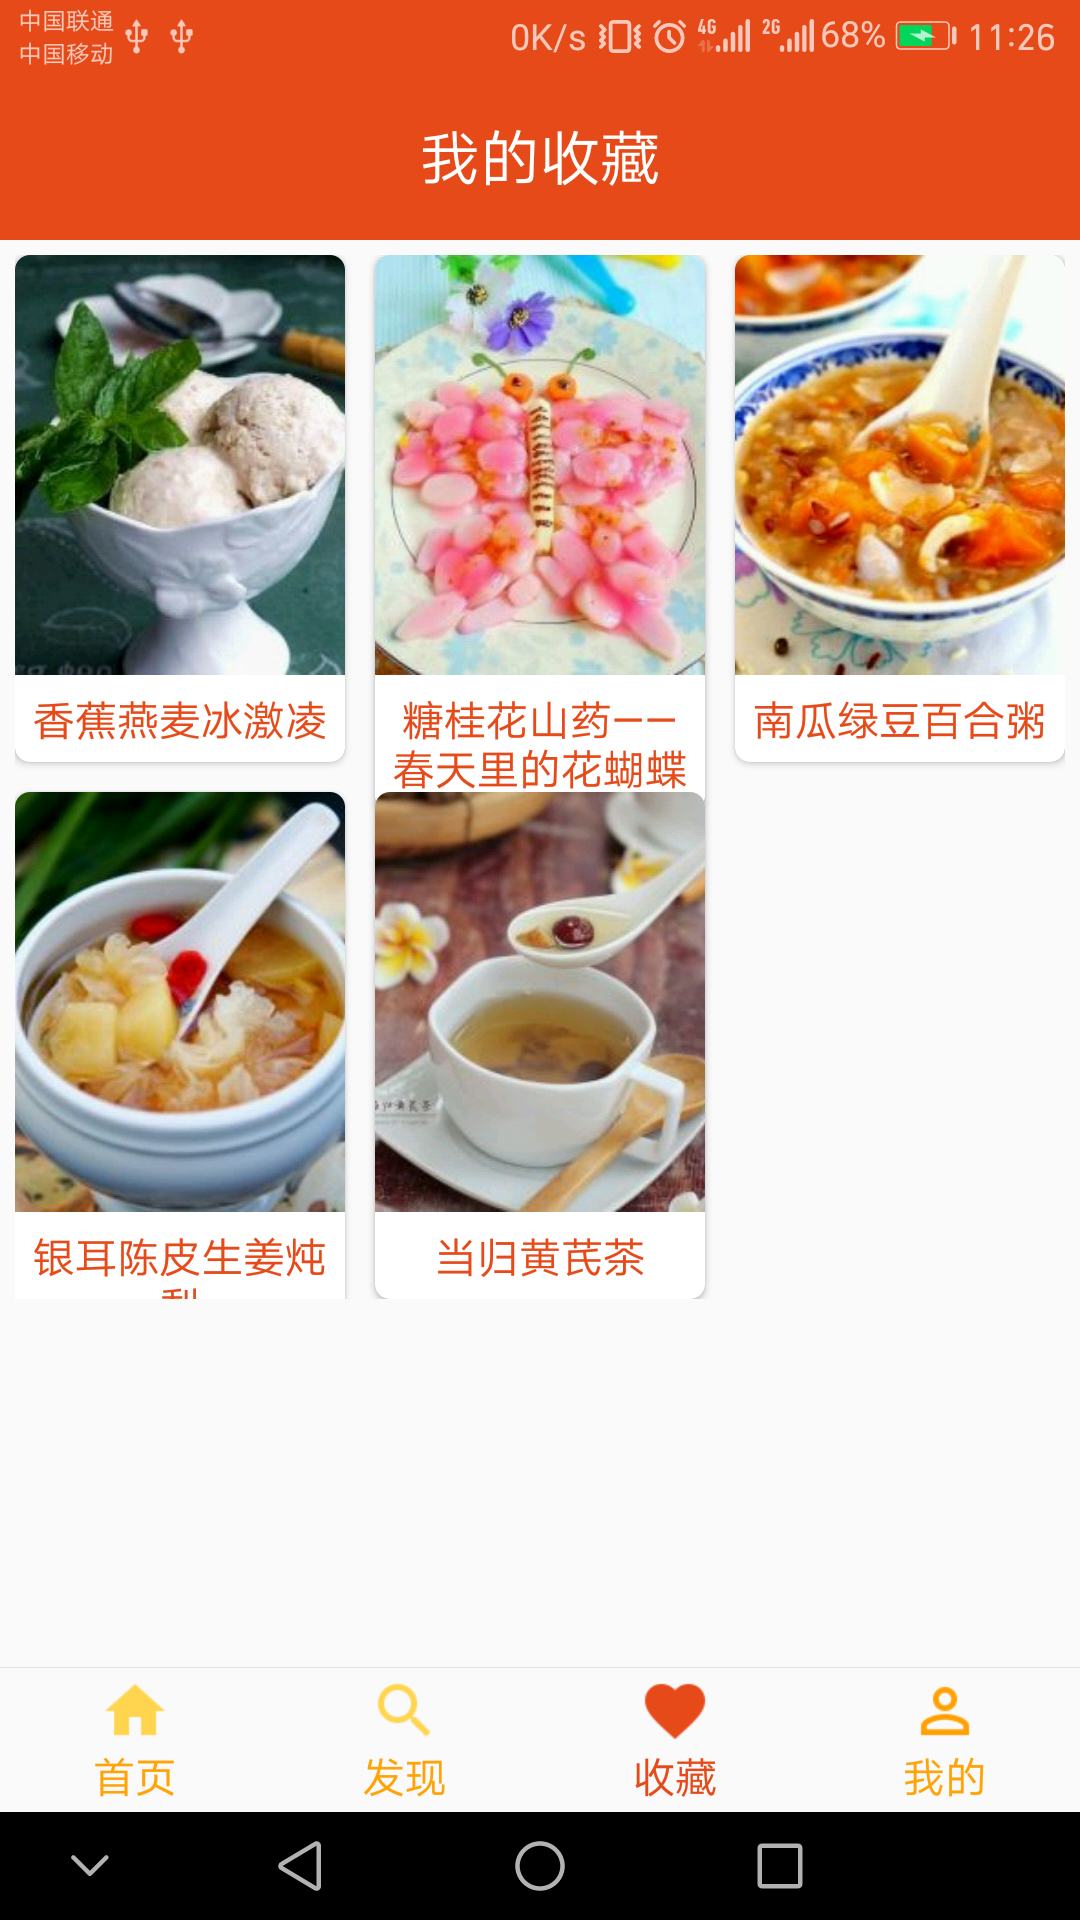 中国联通
中国移动
0K/s
4G
2G
68%
11:26
我的收藏
香蕉燕麦冰激凌
糖桂花山药——
春天里的花蝴蝶
南瓜绿豆百合粥
银耳陈皮生姜炖
当归黄芪茶
首页
发现
收藏
我的